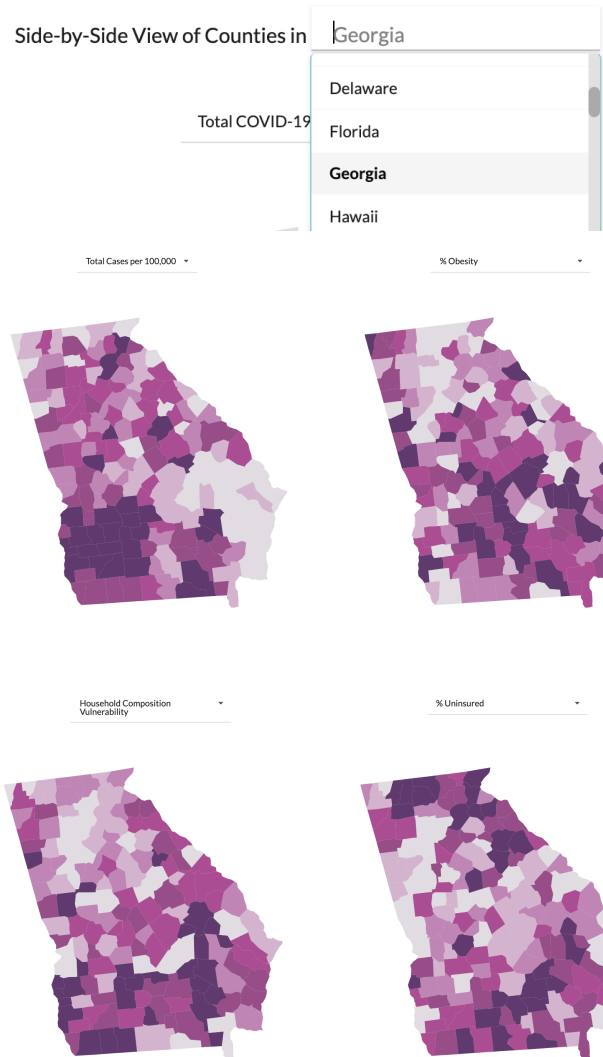 Side-by-Side View of Counties in Georgia
Delaware
Total COVID-19
Florida
Georgia
Hawaii
Total Cases per 100,000
% Obesity
Household Composition
Vulnerability
% Uninsured